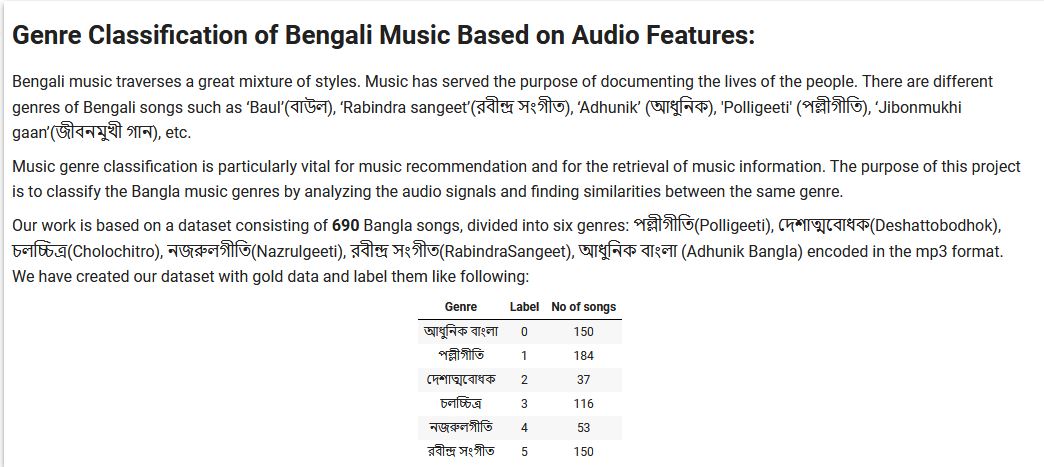 Genre Classification of Bengali Music Based on Audio Features:
Bengali music traverses a great mixture of styles. Music has served the purpose of documenting the lives of the people. There are different
genres of Bengali songs such as ‘Baul’(বাউল), ‘Rabindra sangeet’(রবীন্দ্র সংগীত), ‘Adhunik’ (আধুনিক), 'Polligeeti' (পল্লীগীতি), ‘Jibonmukhi
gaan’(জীবনমুখী গান), etc.
Music genre classification is particularly vital for music recommendation and for the retrieval of music information. The purpose of this project
is to classify the Bangla music genres by analyzing the audio signals and finding similarities between the same genre.
Our work is based on a dataset consisting of 690 Bangla songs, divided into six genres: পল্লীগীতি(Polligeeti), দেশাত্মবোধক(Deshattobodhok),
চলচ্চিত্র(Cholochitro), নজরুলগীতি(Nazrulgeeti), রবীন্দ্র সংগীত(RabindraSangeet), আধুনিক বাংলা (Adhunik Bangla) encoded in the mp3 format.
We have created our dataset with gold data and label them like following:
Genre Label No of songs
আধুনিক বাংলা 0 150
পল্লীগীতি 1 184
দেশাত্মবোধক 2 37
চলচ্চিত্র 3 116
নজরুলগীতি 4 53
রবীন্দ্র সংগীত 5 150